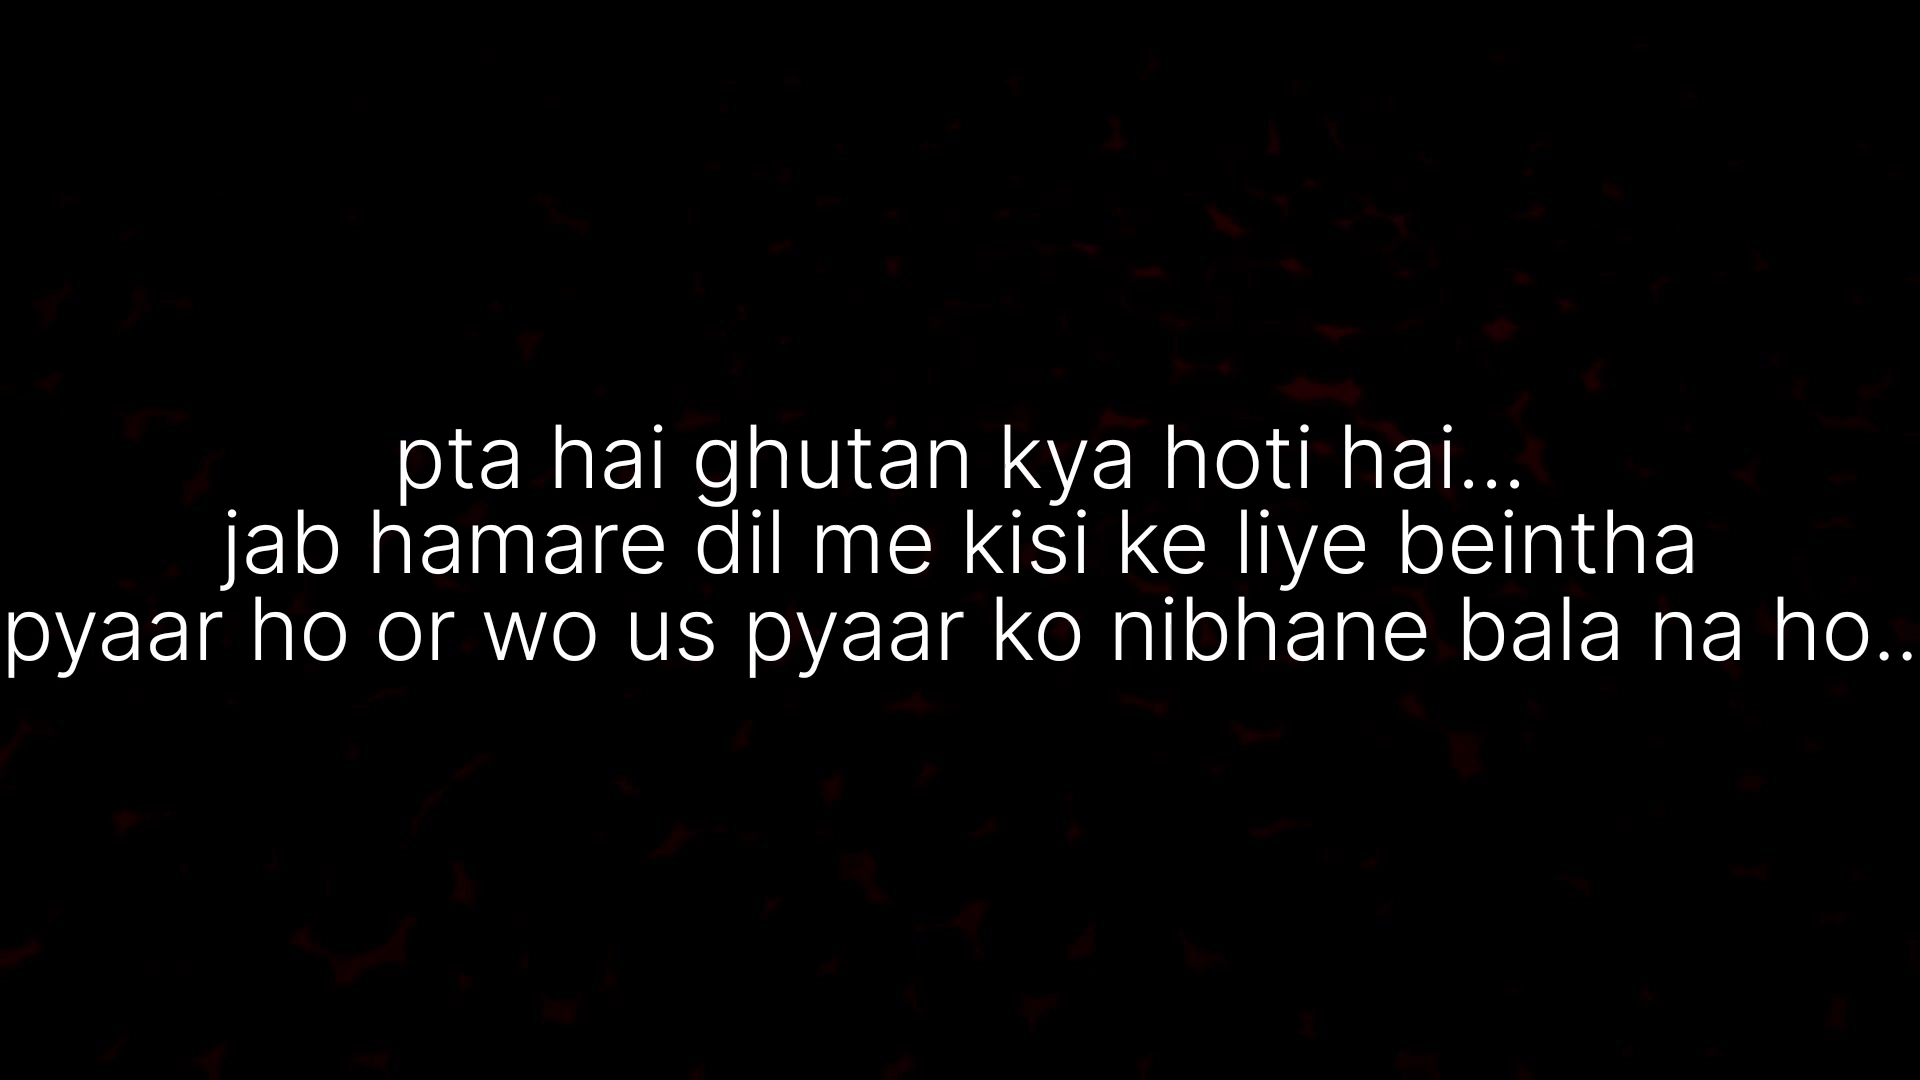 pta hai ghutan kya hoti hai...
jab hamare dil me kisi ke liye beintha
pyaar ho or wo us pyaar ko nibhane bala na ho..